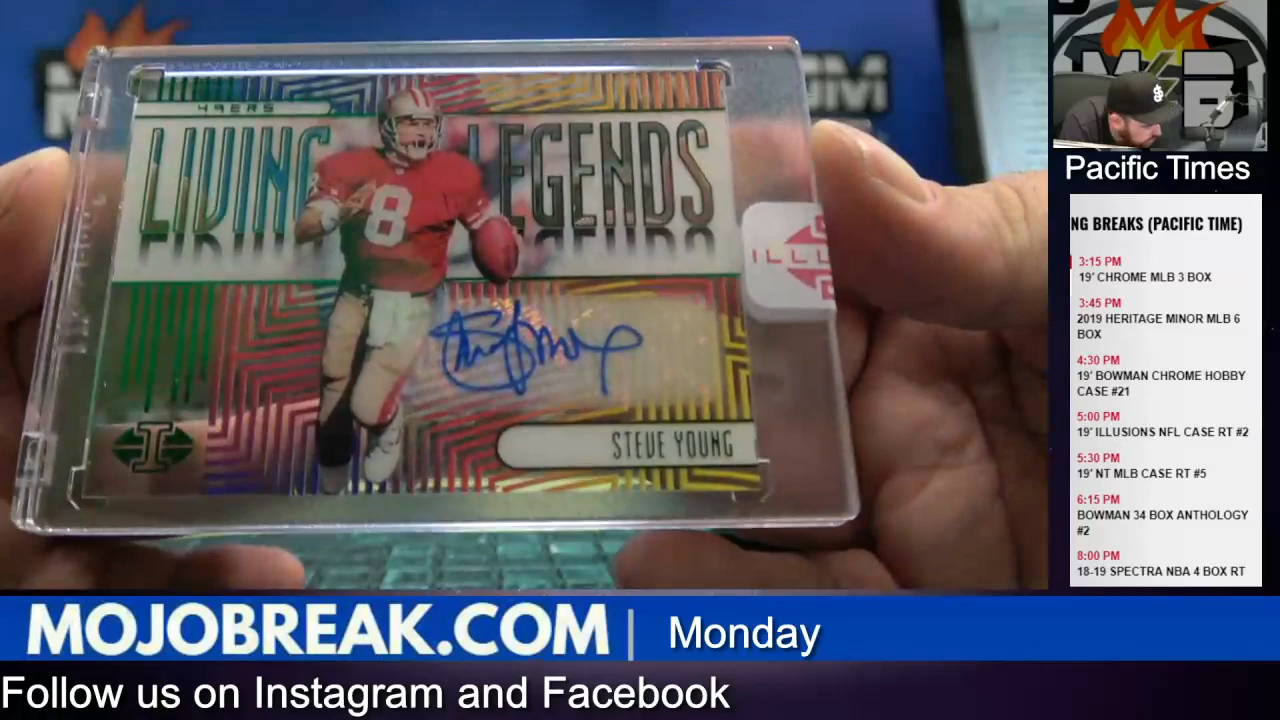 49ERS
LIVING LEGENDS
8
ILLU
STEVE YOUNG
I
Pacific Times
NG BREAKS (PACIFIC TIME)
3:15 PM
19' CHROME MLB 3 BOX
3:45 PM
2019 HERITAGE MINOR MLB 6
BOX
4:30 PM
19' BOWMAN CHROME HOBBY
CASE #21
5:00 PM
19' ILLUSIONS NFL CASE RT #2
5:30 PM
19' NT MLB CASE RT #5
6:15 PM
BOWMAN 34 BOX ANTHOLOGY
#2
8:00 PM
18-19 SPECTRA NBA 4 BOX RT
MOJOBREAK.COM | Monday
Follow us on Instagram and Facebook